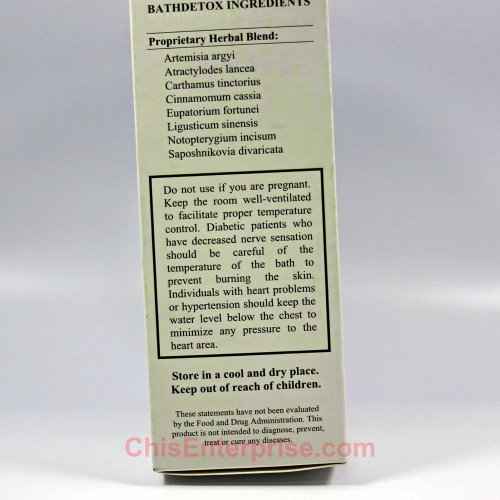 BATHDETOX INGREDIENTS
Proprietary Herbal Blend:
Artemisia argyi
Atractylodes lancea
Carthamus tinctorius
Cinnamomum cassia
Eupatorium fortunei
Ligusticum sinensis
Notopterygium incisum
Saposhnikovia divaricata
Do not use if you are pregnant.
Keep the room well-ventilated
to facilitate proper temperature
control. Diabetic patients who
have decreased nerve sensation
should be careful of the
temperature of the bath to
prevent burning the skin.
Individuals with heart problems
or hypertension should keep the
water level below the chest to
minimize any pressure to the
heart area.
Store in a cool and dry place.
Keep out of reach of children.
These statements have not been evaluated
by the Food and Drug Administration. This
product is not intended to diagnose, prevent,
treat or cure any diseases.
ChisEnterprise.com